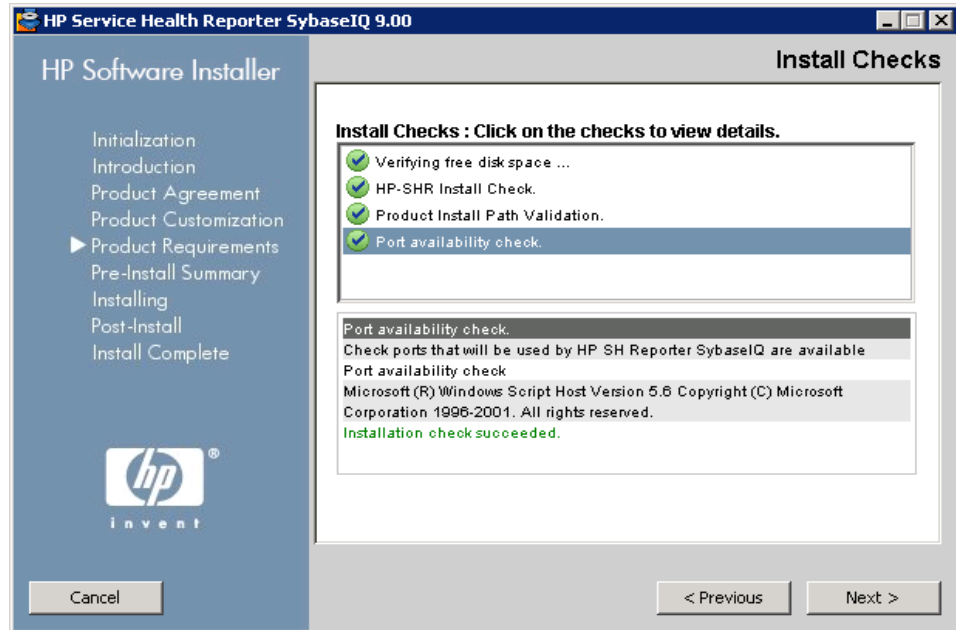 HP Service Health Reporter SybaseIQ 9.00
HP Software Installer
Initialization
Introduction
Product Agreement
Product Customization
Product Requirements
Pre-Install Summary
Installing
Post-Install
Install Complete
hp
®
invent
Install Checks
Install Checks : Click on the checks to view details.
Verifying free disk space ...
HP-SHR Install Check.
Product Install Path Validation.
Port availability check.
Port availability check.
Check ports that will be used by HP SH Reporter SybaseIQ are available
Port availability check
Microsoft (R) Windows Script Host Version 5.6 Copyright (C) Microsoft
Corporation 1996-2001. All rights reserved.
Installation check succeeded.
Cancel
< Previous
Next >